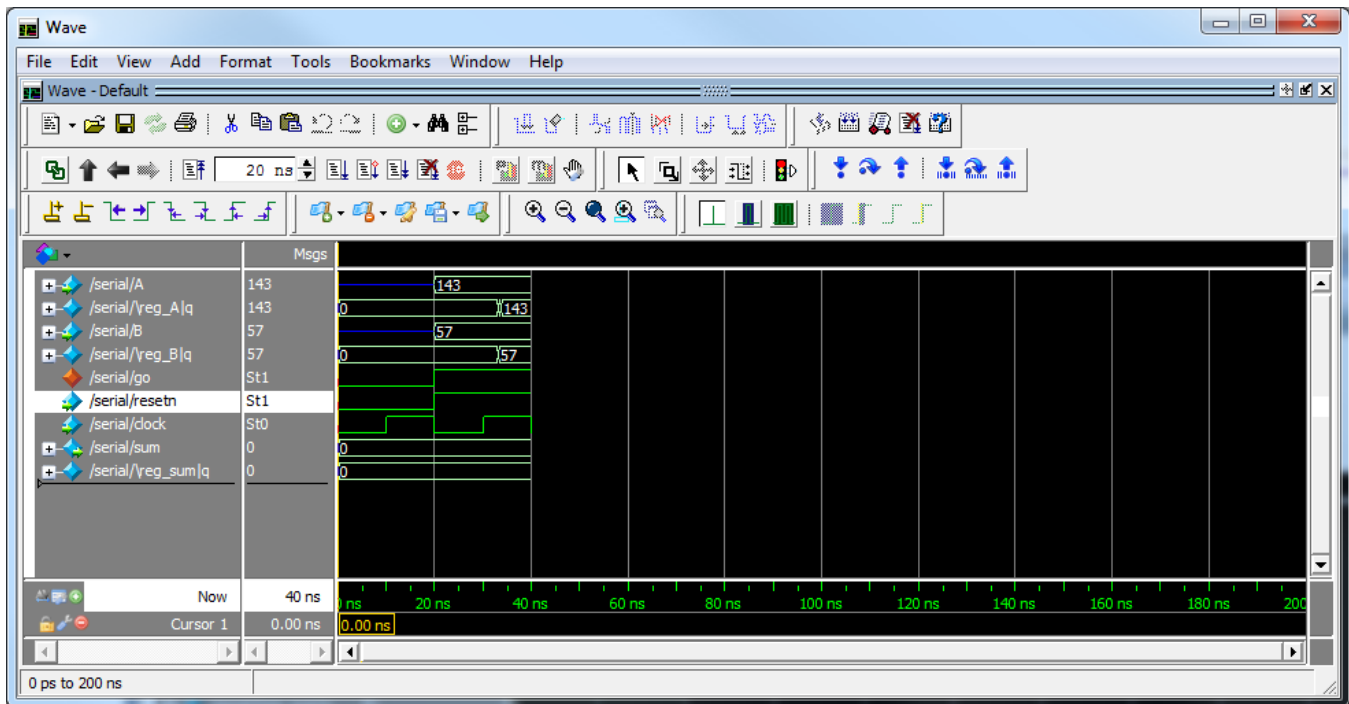 Wave
File Edit View Add Format Tools Bookmarks Window Help
Wave - Default
20 ns
Msgs
/serial/A 143 143
/serial/\reg_A|q 143 0 143
/serial/B 57 57
/serial/\reg_B|q 57 0 57
/serial/go St1
/serial/resetn St1
/serial/clock St0
/serial/sum 0 0
/serial/\reg_sum|q 0 0
Now 40 ns ns 20 ns 40 ns 60 ns 80 ns 100 ns 120 ns 140 ns 160 ns 180 ns 200
Cursor 1 0.00 ns 0.00 ns
0 ps to 200 ns